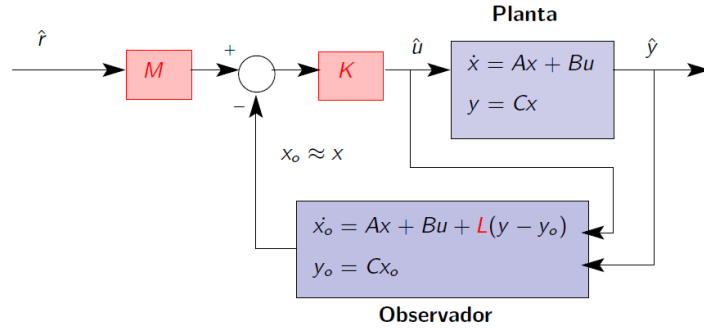 Planta
r̂
M
+
−
K
û
ẋ = Ax + Bu
y = Cx
ŷ
xₒ ≈ x
ẋₒ = Ax + Bu + L(y − yₒ)
yₒ = Cxₒ
Observador